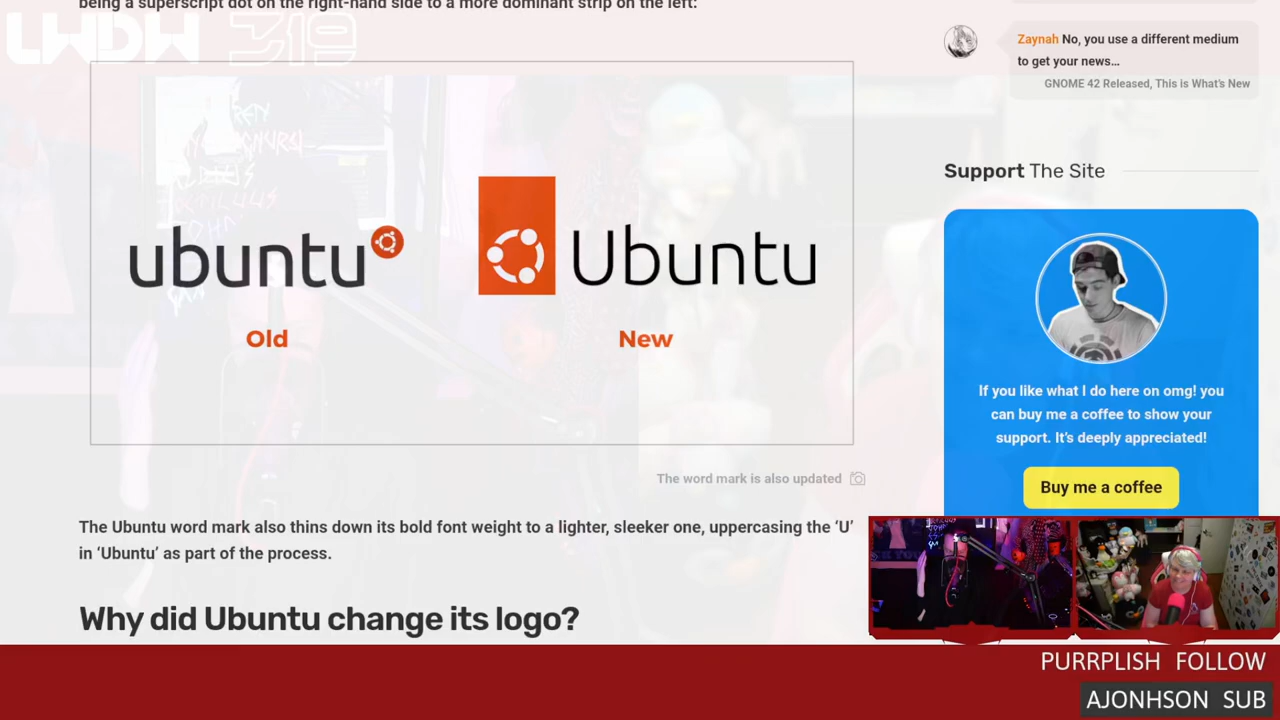 being a superscript dot on the right-hand side to a more dominant strip on the left:
LWDW 319
Zaynah No, you use a different medium
to get your news…
GNOME 42 Released, This is What's New
Support The Site
ubuntu
Ubuntu
Old
New
If you like what I do here on omg! you
can buy me a coffee to show your
support. It's deeply appreciated!
Buy me a coffee
The word mark is also updated
The Ubuntu word mark also thins down its bold font weight to a lighter, sleeker one, uppercasing the ‘U’
in ‘Ubuntu’ as part of the process.
Why did Ubuntu change its logo?
PURRPLISH FOLLOW
AJONHSON SUB